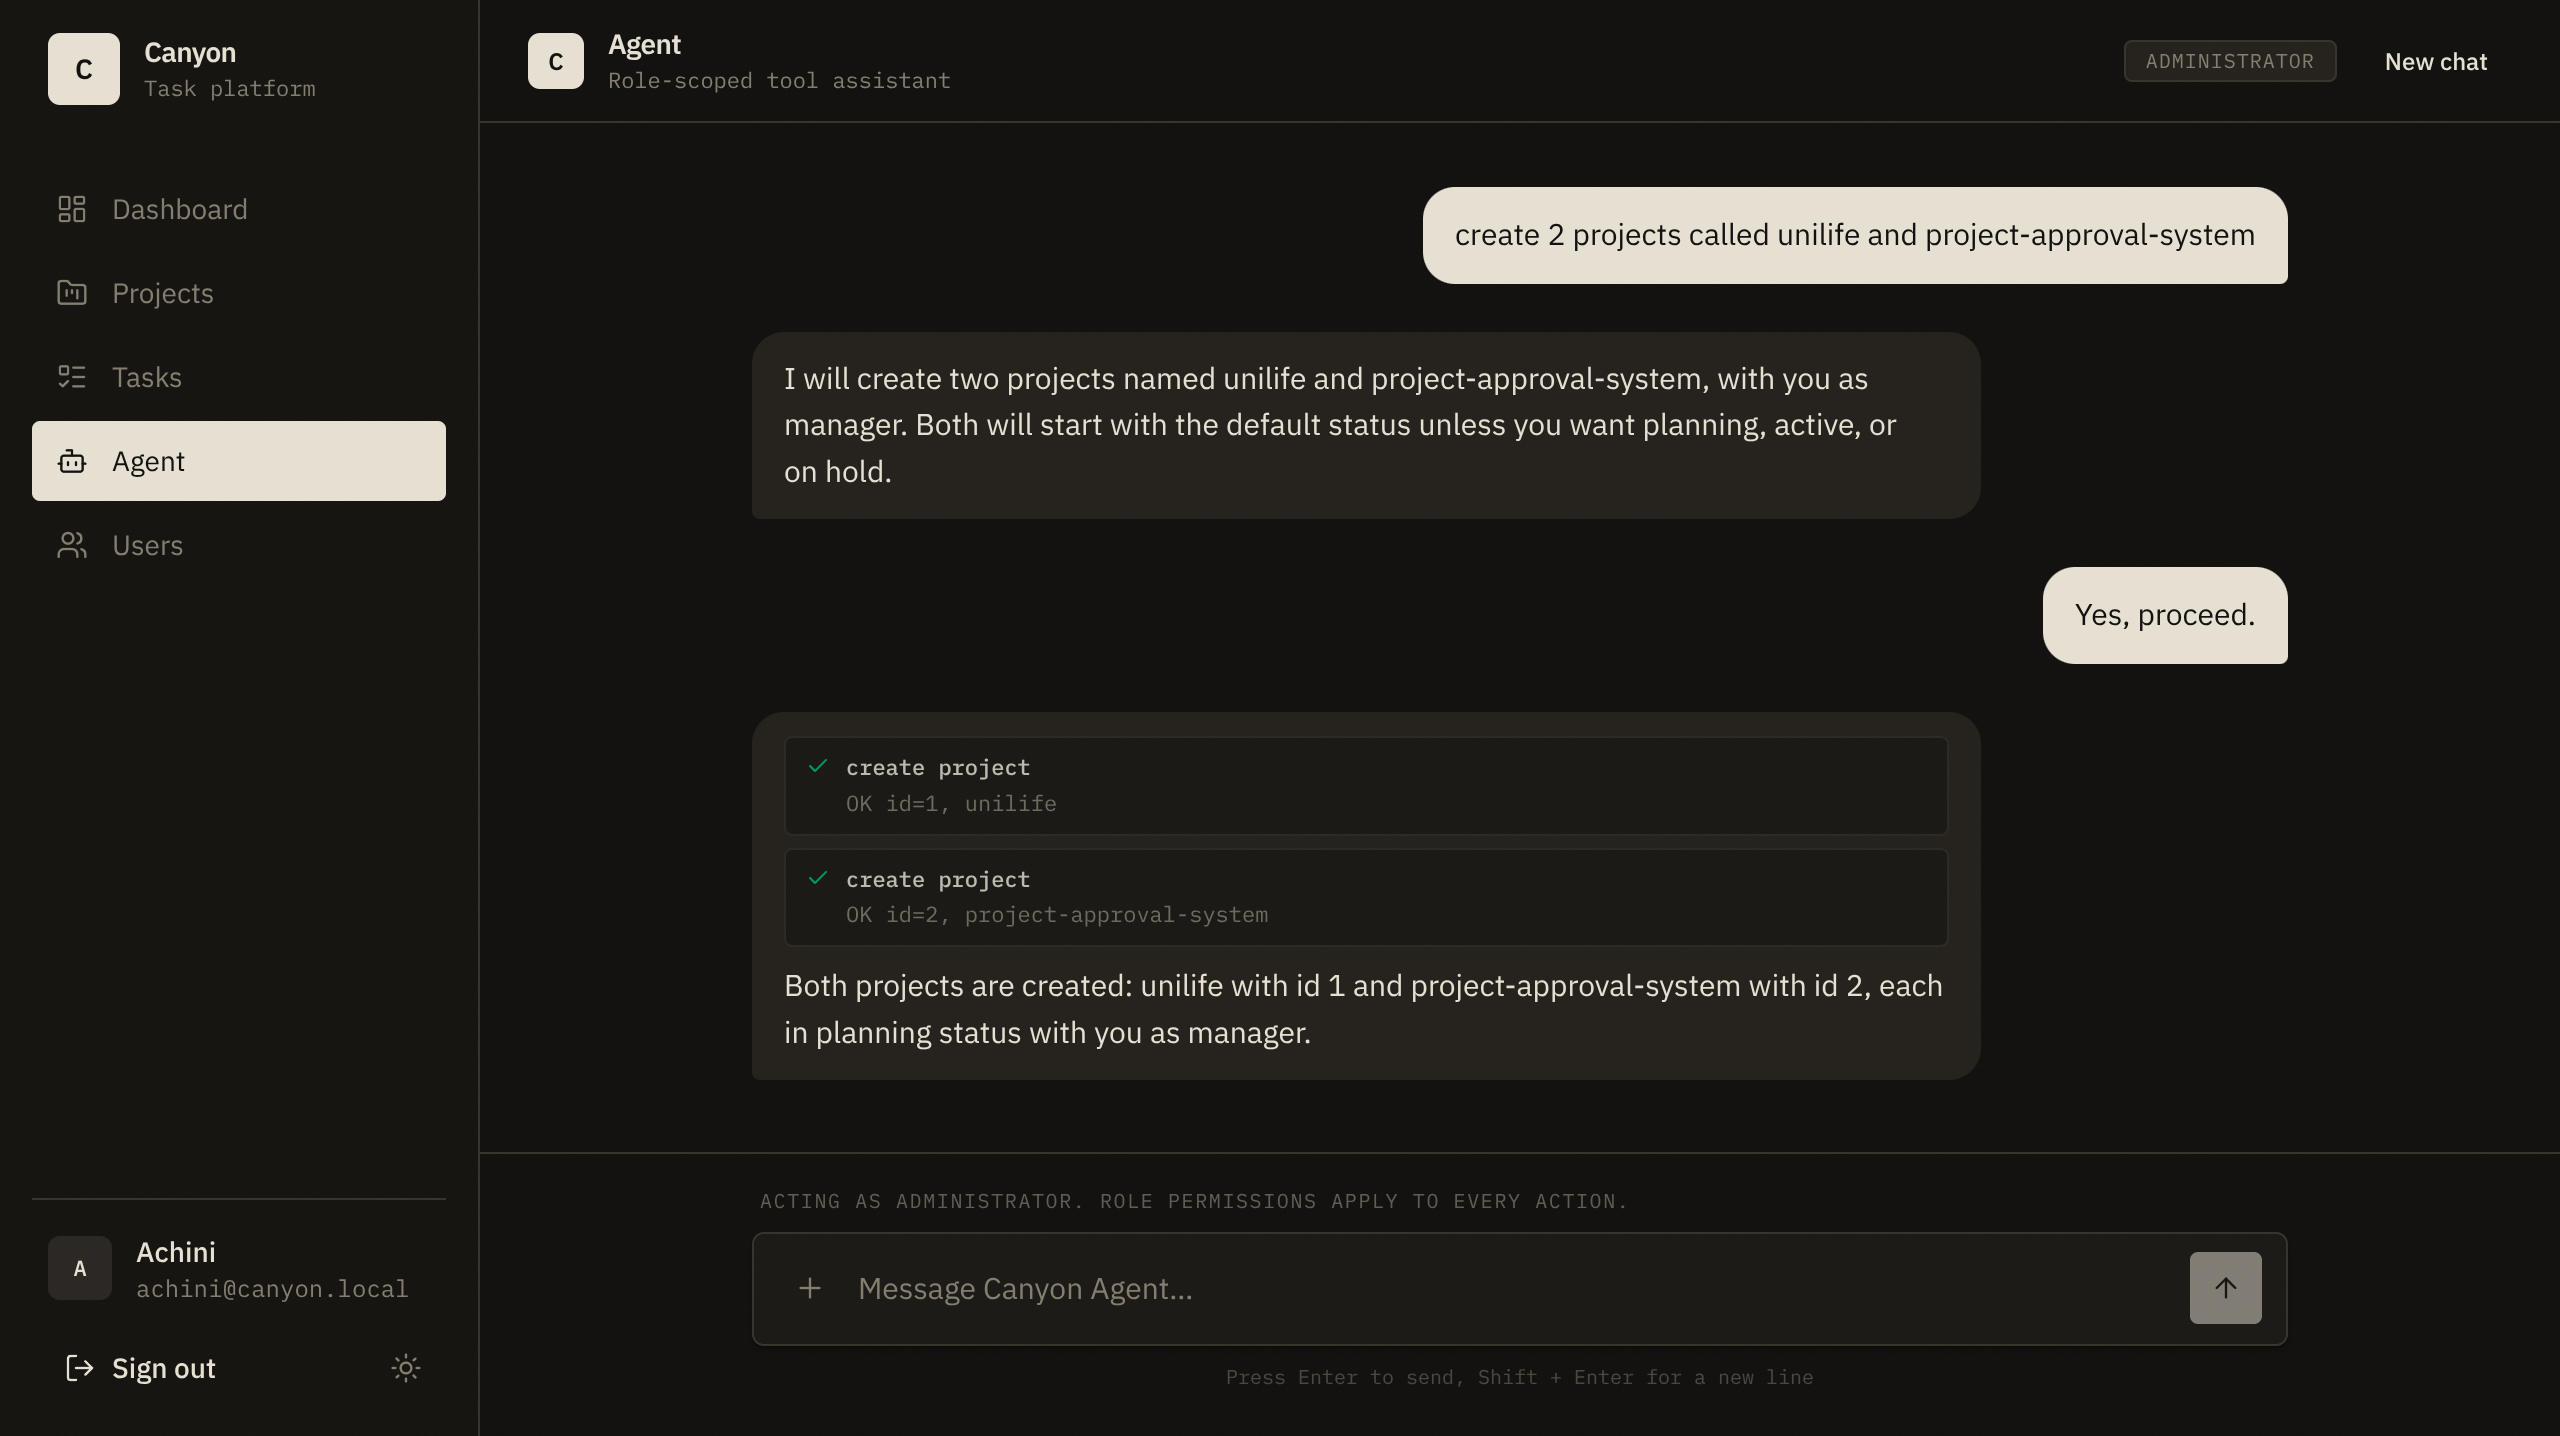 C
Canyon
Task platform
Dashboard
Projects
Tasks
Agent
Users
A
Achini
achini@canyon.local
Sign out
C
Agent
Role-scoped tool assistant
ADMINISTRATOR
New chat
create 2 projects called unilife and project-approval-system
I will create two projects named unilife and project-approval-system, with you as
manager. Both will start with the default status unless you want planning, active, or
on hold.
Yes, proceed.
create project
OK id=1, unilife
create project
OK id=2, project-approval-system
Both projects are created: unilife with id 1 and project-approval-system with id 2, each
in planning status with you as manager.
ACTING AS ADMINISTRATOR. ROLE PERMISSIONS APPLY TO EVERY ACTION.
Message Canyon Agent...
Press Enter to send, Shift + Enter for a new line